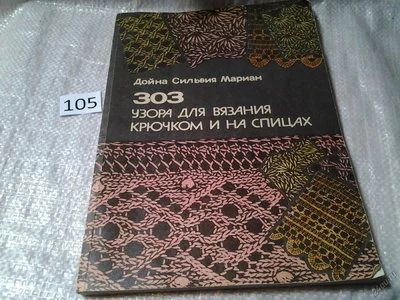 Дойна Сильвия Мариан
303
УЗОРА ДЛЯ ВЯЗАНИЯ
КРЮЧКОМ И НА СПИЦАХ
105